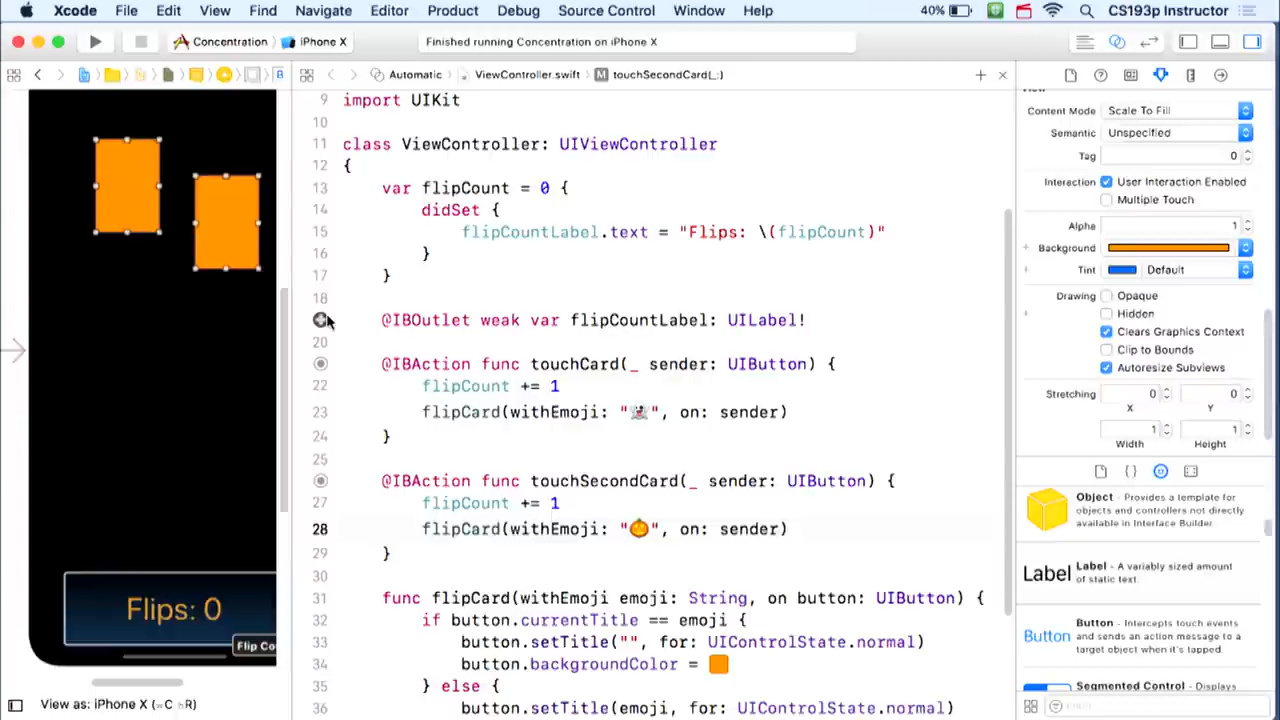 Xcode File Edit View Find Navigate Editor Product Debug Source Control Window Help 40% CS193p Instructor
Concentration iPhone X Finished running Concentration on iPhone X
Automatic ViewController.swift M touchSecondCard(_:)
9 import UIKit
10
11 class ViewController: UIViewController
12 {
13 var flipCount = 0 {
14 didSet {
15 flipCountLabel.text = "Flips: \(flipCount)"
16 }
17 }
18
@IBOutlet weak var flipCountLabel: UILabel!
20
@IBAction func touchCard(_ sender: UIButton) {
22 flipCount += 1
23 flipCard(withEmoji: "👻", on: sender)
24 }
25
@IBAction func touchSecondCard(_ sender: UIButton) {
27 flipCount += 1
28 flipCard(withEmoji: "🎃", on: sender)
29 }
30
31 func flipCard(withEmoji emoji: String, on button: UIButton) {
32 if button.currentTitle == emoji {
33 button.setTitle("", for: UIControlState.normal)
34 button.backgroundColor =
35 } else {
36 button.setTitle(emoji, for: UIControlState.normal)
Flips: 0
Flip Co
View as: iPhone X (wC hR)
Content Mode Scale To Fill
Semantic Unspecified
Tag 0
Interaction User Interaction Enabled
Multiple Touch
Alpha 1
Background
Tint Default
Drawing Opaque
Hidden
Clears Graphics Context
Clip to Bounds
Autoresize Subviews
Stretching 0 0
X Y
1 1
Width Height
Object - Provides a template for
objects and controllers not directly
available in Interface Builder.
Label Label - A variably sized amount
of static text.
Button Button - Intercepts touch events
and sends an action message to a
target object when it's tapped.
Segmented Control - Displays